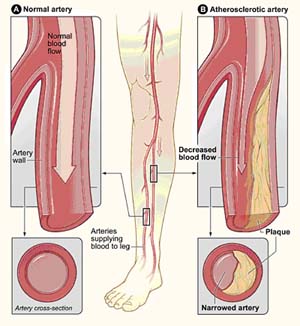 A Normal artery
Normal
blood
flow
Artery
wall
Arteries
supplying
blood to leg
Artery cross-section
B Atherosclerotic artery
Decreased
blood flow
Plaque
Narrowed artery